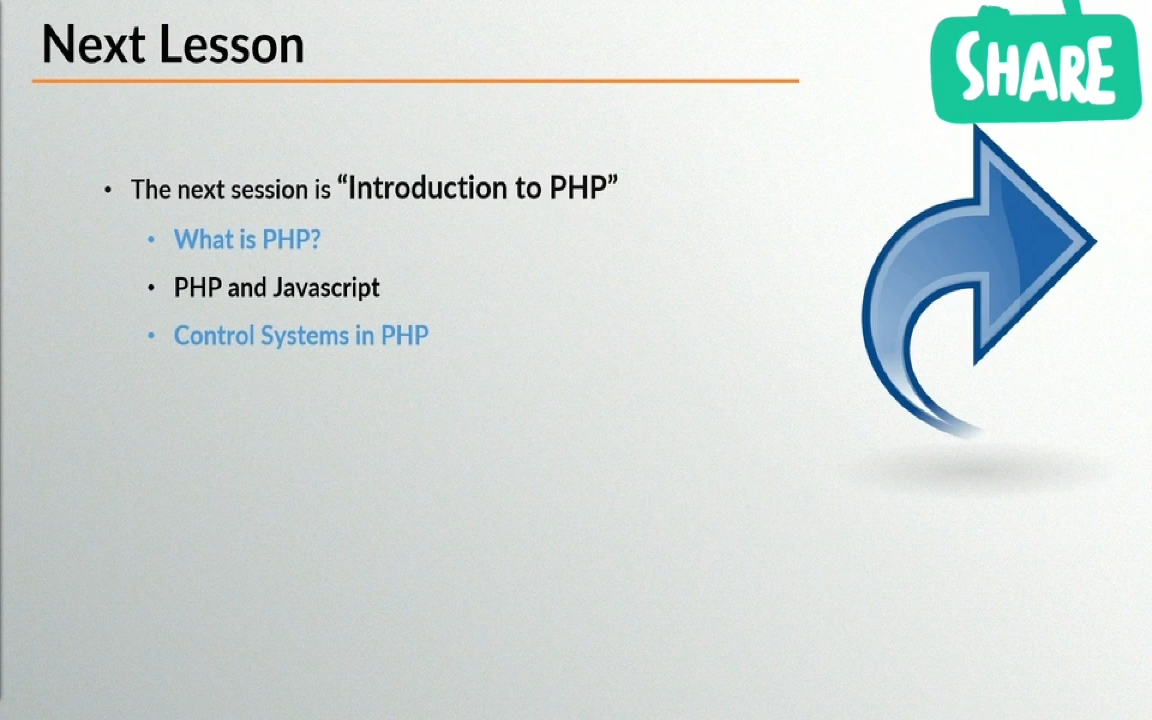 Next Lesson
SHARE
• The next session is “Introduction to PHP”
• What is PHP?
• PHP and Javascript
• Control Systems in PHP